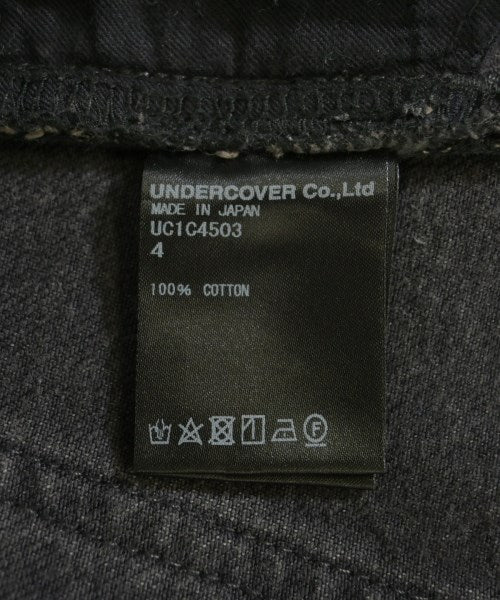 UNDERCOVER Co.,Ltd
MADE IN JAPAN
UC1C4503
4
100% COTTON
F